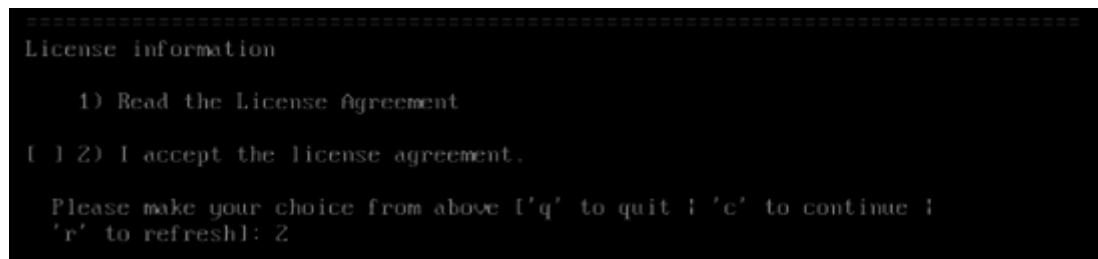 ================================================================================
License information
1) Read the License Agreement
[ ] 2) I accept the license agreement.
Please make your choice from above ['q' to quit | 'c' to continue |
'r' to refresh]: 2